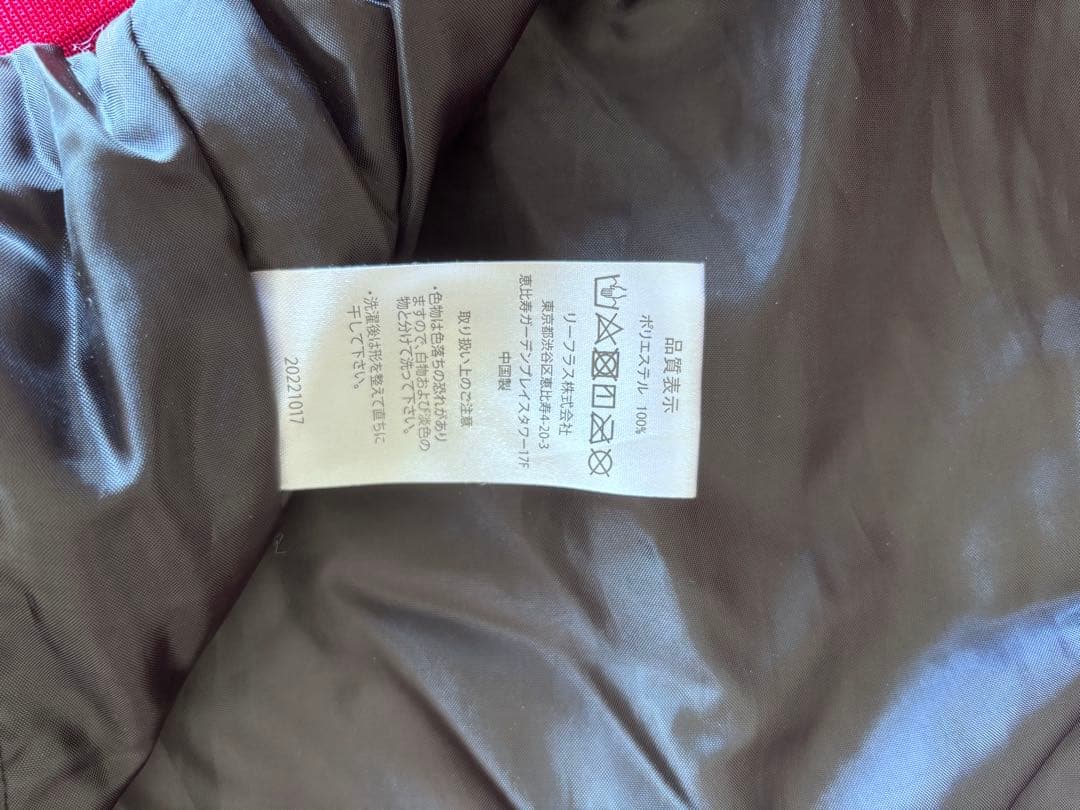 品質表示
ポリエステル 100%
リーフラス株式会社
東京都渋谷区恵比寿4-20-3
恵比寿ガーデンプレイスタワー17F
中国製
取り扱い上のご注意
・色物は色落ちの恐れがあり
ますので、白物および淡色の
物と分けて洗って下さい。
・洗濯後は形を整えて直ちに
干して下さい。
20221017